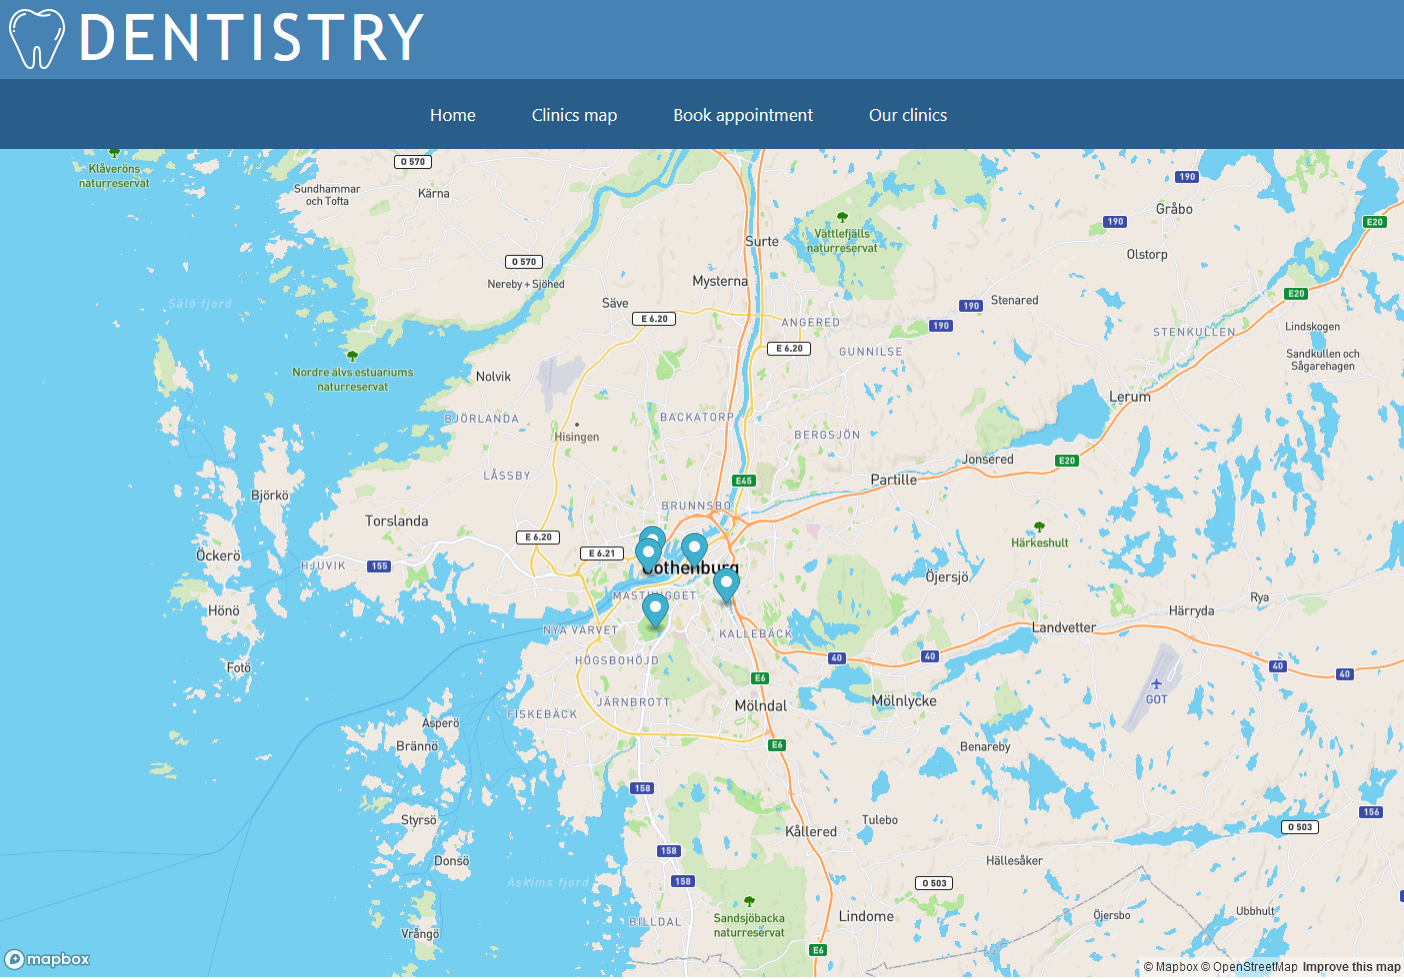 DENTISTRY
Home Clinics map Book appointment Our clinics
Klåveröns
naturreservat
O 570
Sundhammar
och Tofta
Kärna
190
Gråbo
190
E20
Surte
Vättlefjälls
naturreservat
Olstorp
O 570
Nereby + Sjöhed
Mysterna
E20
Sälö fjord
Säve
Stenared
190
E 6.20
ANGERED
190
Lindskogen
STENKULLEN
E 6.20
GUNNILSE
Sandkullen och
Sågarehagen
Nordre älvs estuariums
naturreservat
Nolvik
Lerum
BJÖRLANDA
BACKATORP
Hisingen
BERGSJÖN
Jonsered
E20
LÅSSBY
E45
Partille
Björkö
BRUNNSBO
Torslanda
Härkeshult
E 6.20
E 6.21
Öckerö
HJUVIK
155
Gothenburg
Öjersjö
MASTHUGGET
Rya
Hönö
Härryda
NYA VARVET
KALLEBÄCK
Landvetter
HÖGSBOHÖJD
40
40
40
40
Fotö
E6
GOT
JÄRNBROTT
Mölndal
Mölnlycke
FISKEBÄCK
Asperö
Brännö
E6
Benareby
158
156
Styrsö
Tulebo
O 503
Kållered
158
Donsö
Hällesåker
Askims fjord
158
O 503
Sandsjöbacka
naturreservat
Lindome
Öjersbo
Ubbhult
BILLDAL
Vrångö
E6
mapbox
© Mapbox © OpenStreetMap Improve this map